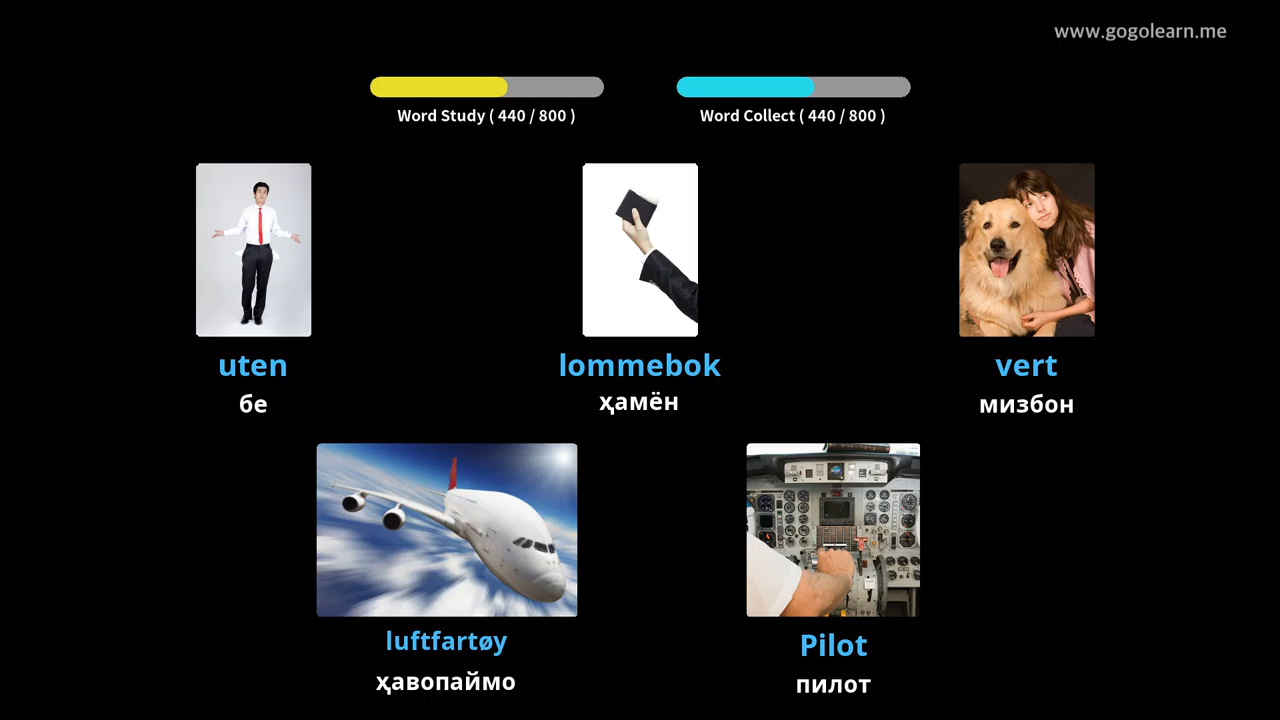 www.gogolearn.me
Word Study ( 440 / 800 )
Word Collect ( 440 / 800 )
uten
lommebok
vert
бе
ҳамён
мизбон
luftfartøy
Pilot
ҳавопаймо
пилот